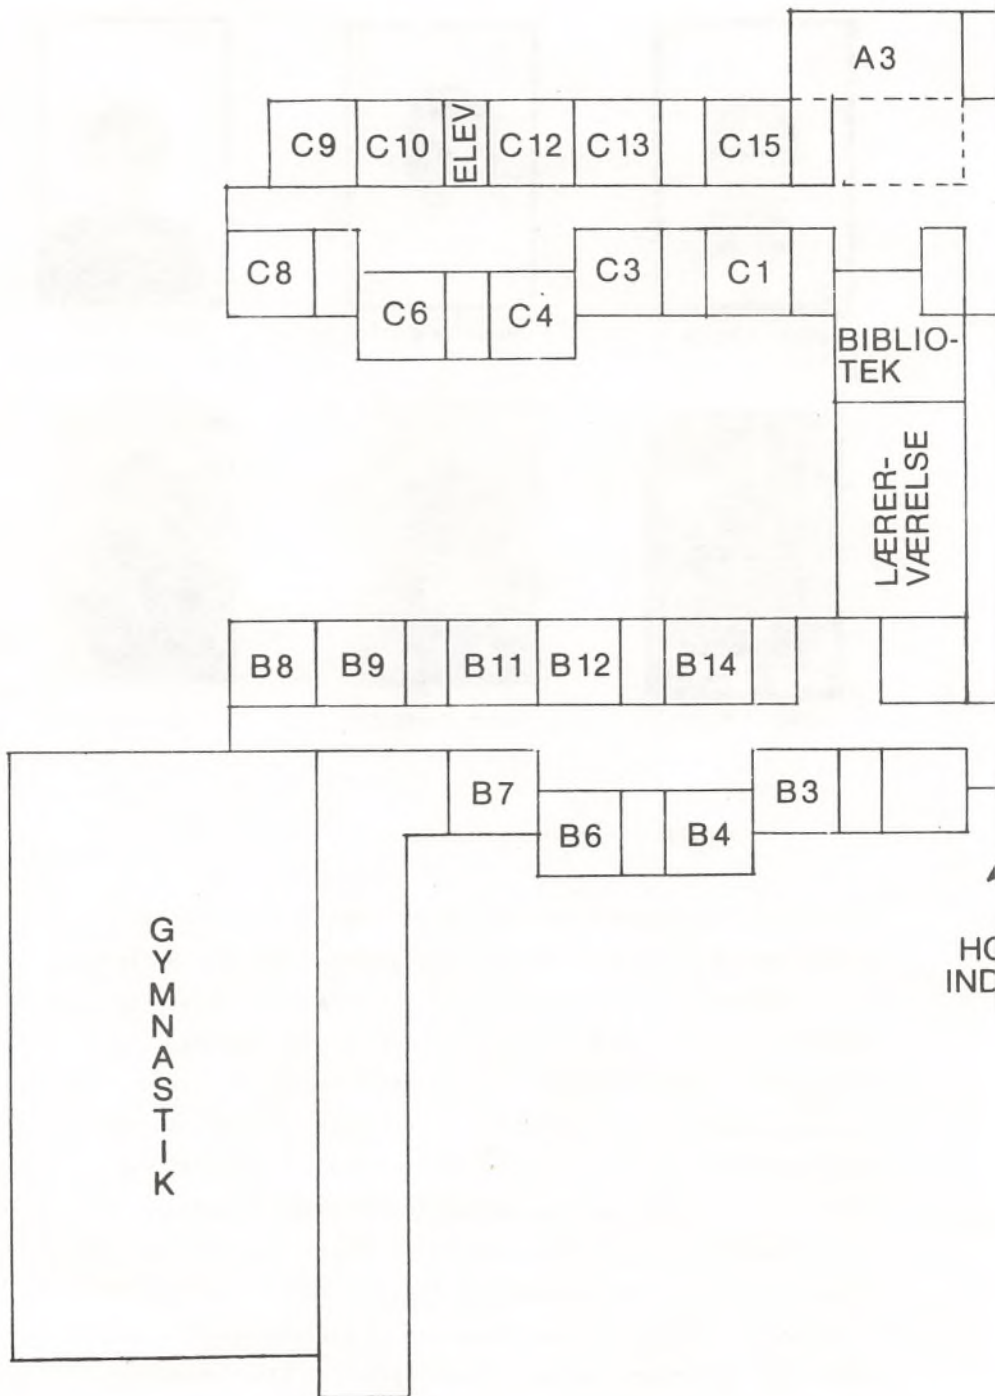 A3
C9 C10 ELEV C12 C13 C15
C8 C3 C1
C6 C4
BIBLIO-
TEK
LÆRER-
VÆRELSE
B8 B9 B11 B12 B14
B7 B3
B6 B4
GYMNASTIK